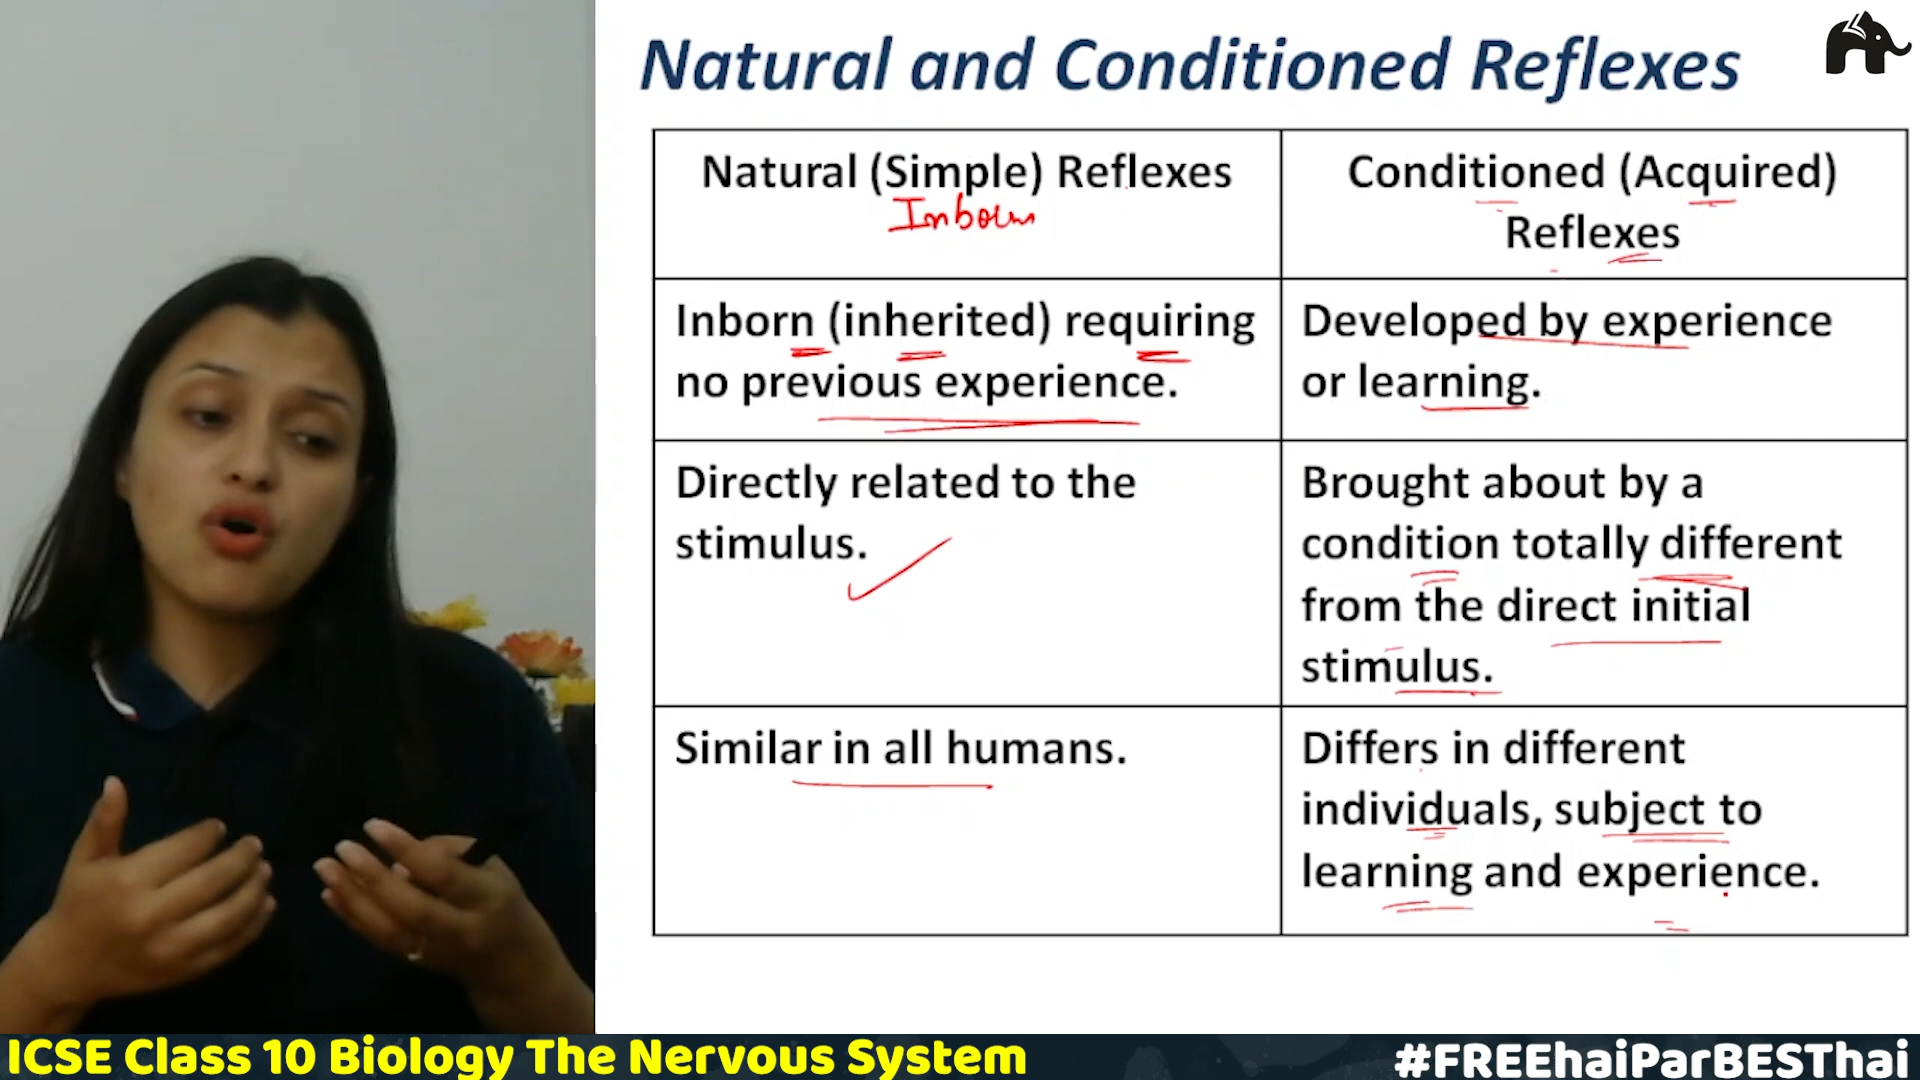 Natural and Conditioned Reflexes
Natural (Simple) Reflexes
Inborn
Conditioned (Acquired)
Reflexes
Inborn (inherited) requiring
no previous experience.
Developed by experience
or learning.
Directly related to the
stimulus.
Brought about by a
condition totally different
from the direct initial
stimulus.
Similar in all humans.
Differs in different
individuals, subject to
learning and experience.
ICSE Class 10 Biology The Nervous System
#FREEhaiParBESThai